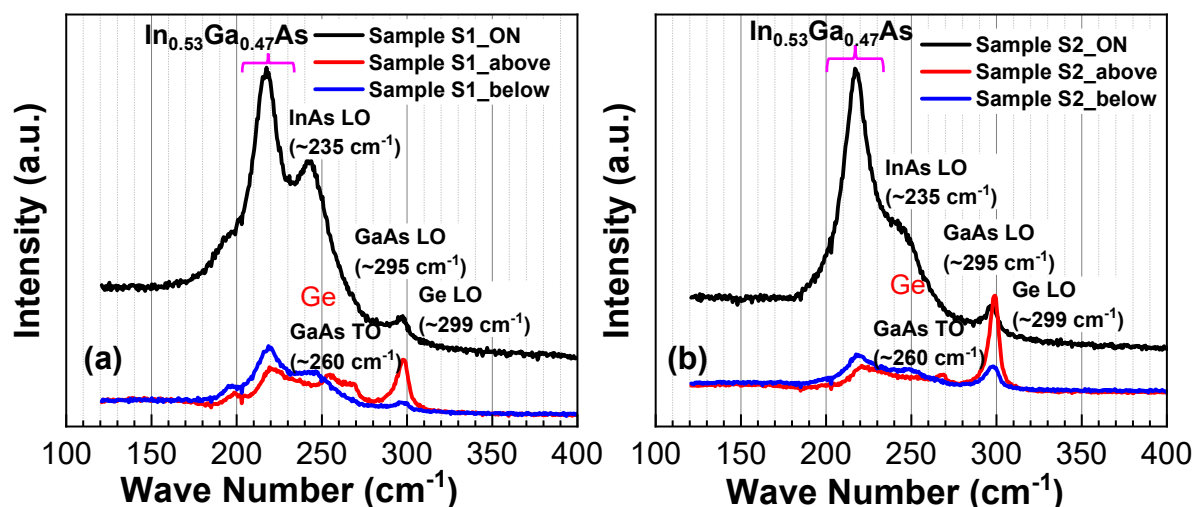 In0.53Ga0.47As
Sample S1_ON
Sample S1_above
Sample S1_below
InAs LO
(~235 cm-1)
GaAs LO
(~295 cm-1)
Ge
Ge LO
(~299 cm-1)
GaAs TO
(~260 cm-1)
(a)
Intensity (a.u.)
100 150 200 250 300 350 400
Wave Number (cm-1)
In0.53Ga0.47As
Sample S2_ON
Sample S2_above
Sample S2_below
InAs LO
(~235 cm-1)
GaAs LO
(~295 cm-1)
Ge
Ge LO
(~299 cm-1)
GaAs TO
(~260 cm-1)
(b)
Intensity (a.u.)
100 150 200 250 300 350 400
Wave Number (cm-1)